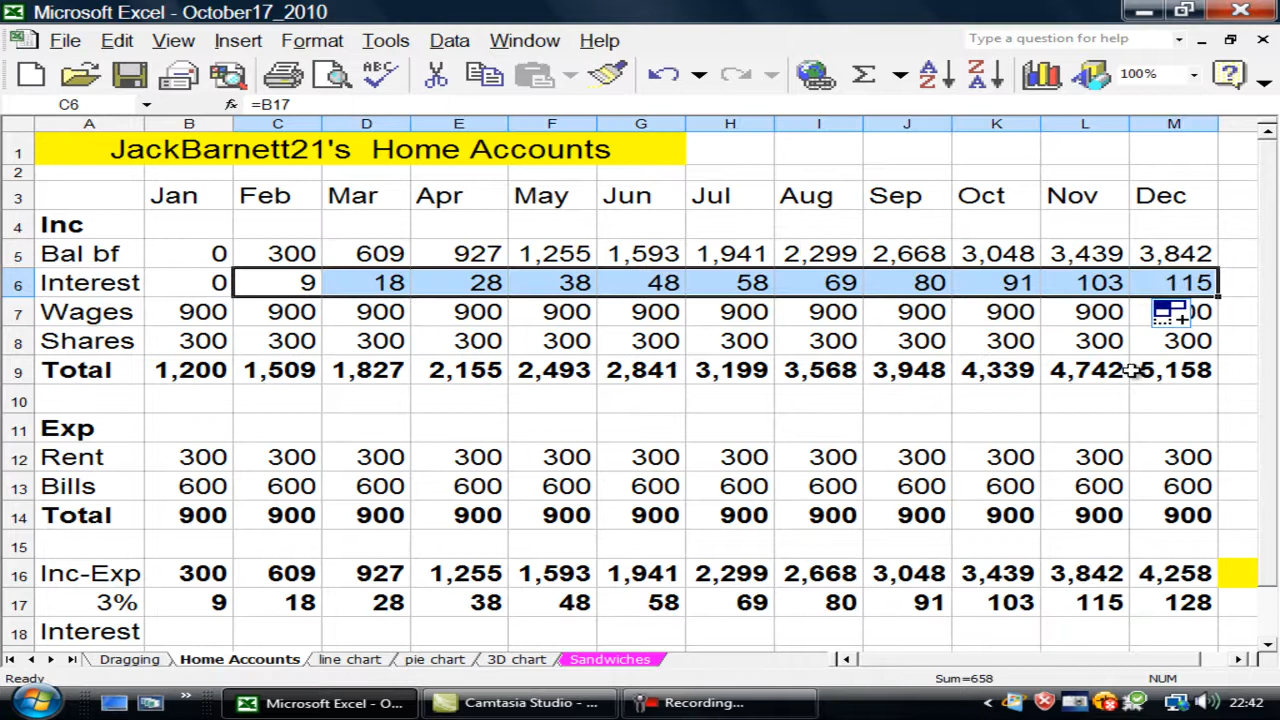 Microsoft Excel - October17_2010
File Edit View Insert Format Tools Data Window Help Type a question for help
ABC Σ A Z Z A 100% ?
C6 fx =B17
A B C D E F G H I J K L M
1 JackBarnett21's Home Accounts
2
3 Jan Feb Mar Apr May Jun Jul Aug Sep Oct Nov Dec
4 Inc
5 Bal bf 0 300 609 927 1,255 1,593 1,941 2,299 2,668 3,048 3,439 3,842
6 Interest 0 9 18 28 38 48 58 69 80 91 103 115
7 Wages 900 900 900 900 900 900 900 900 900 900 900
8 Shares 300 300 300 300 300 300 300 300 300 300 300 300
9 Total 1,200 1,509 1,827 2,155 2,493 2,841 3,199 3,568 3,948 4,339 4,742 5,158
10
11 Exp
12 Rent 300 300 300 300 300 300 300 300 300 300 300 300
13 Bills 600 600 600 600 600 600 600 600 600 600 600 600
14 Total 900 900 900 900 900 900 900 900 900 900 900 900
15
16 Inc-Exp 300 609 927 1,255 1,593 1,941 2,299 2,668 3,048 3,439 3,842 4,258
17 3% 9 18 28 38 48 58 69 80 91 103 115 128
18 Interest
Dragging Home Accounts line chart pie chart 3D chart Sandwiches
Ready Sum=658 NUM
Microsoft Excel - O... Camtasia Studio - ... Recording... 22:42